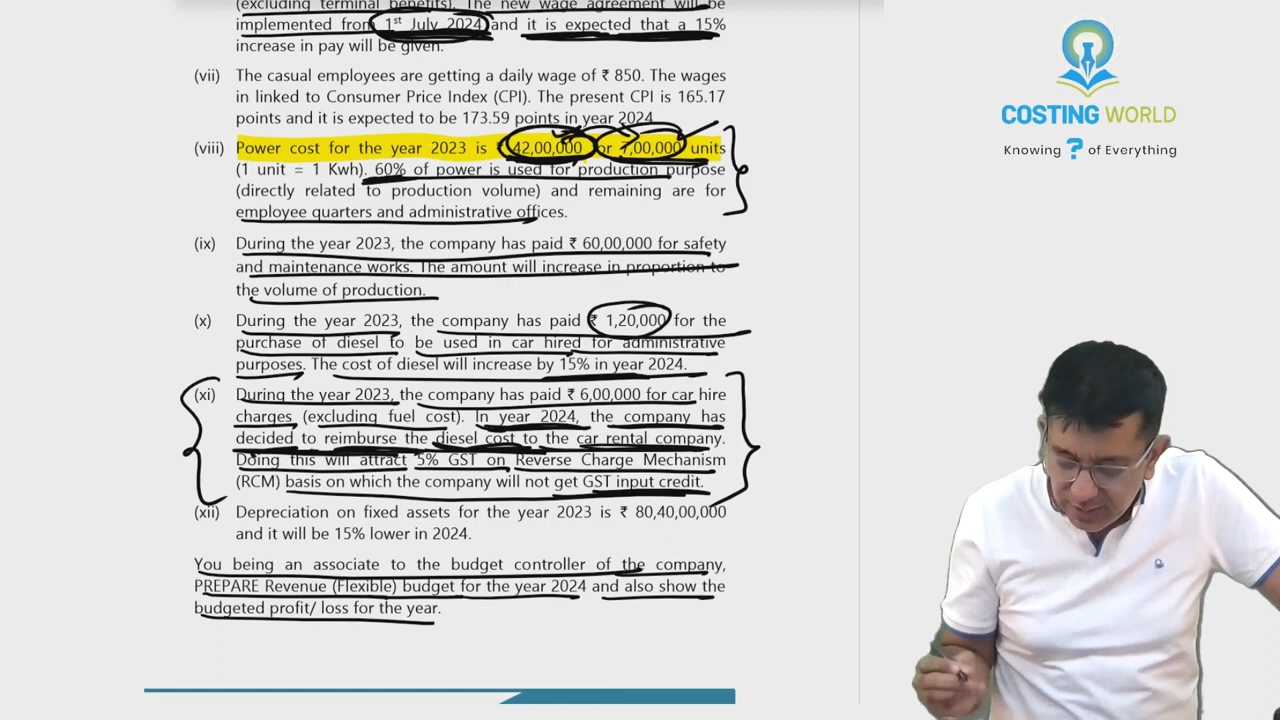 (excluding terminal benefits). The new wage agreement will be
implemented from 1st July 2024 and it is expected that a 15%
increase in pay will be given.
(vii) The casual employees are getting a daily wage of ₹ 850. The wages
in linked to Consumer Price Index (CPI). The present CPI is 165.17
points and it is expected to be 173.59 points in year 2024.
(viii) Power cost for the year 2023 is ₹ 42,00,000 for 7,00,000 units
(1 unit = 1 Kwh). 60% of power is used for production purpose
(directly related to production volume) and remaining are for
employee quarters and administrative offices.
(ix) During the year 2023, the company has paid ₹ 60,00,000 for safety
and maintenance works. The amount will increase in proportion to
the volume of production.
(x) During the year 2023, the company has paid ₹ 1,20,000 for the
purchase of diesel to be used in car hired for administrative
purposes. The cost of diesel will increase by 15% in year 2024.
(xi) During the year 2023, the company has paid ₹ 6,00,000 for car hire
charges (excluding fuel cost). In year 2024, the company has
decided to reimburse the diesel cost to the car rental company.
Doing this will attract 5% GST on Reverse Charge Mechanism
(RCM) basis on which the company will not get GST input credit.
(xii) Depreciation on fixed assets for the year 2023 is ₹ 80,40,00,000
and it will be 15% lower in 2024.
You being an associate to the budget controller of the company,
PREPARE Revenue (Flexible) budget for the year 2024 and also show the
budgeted profit/ loss for the year.
COSTING WORLD
Knowing ? of Everything